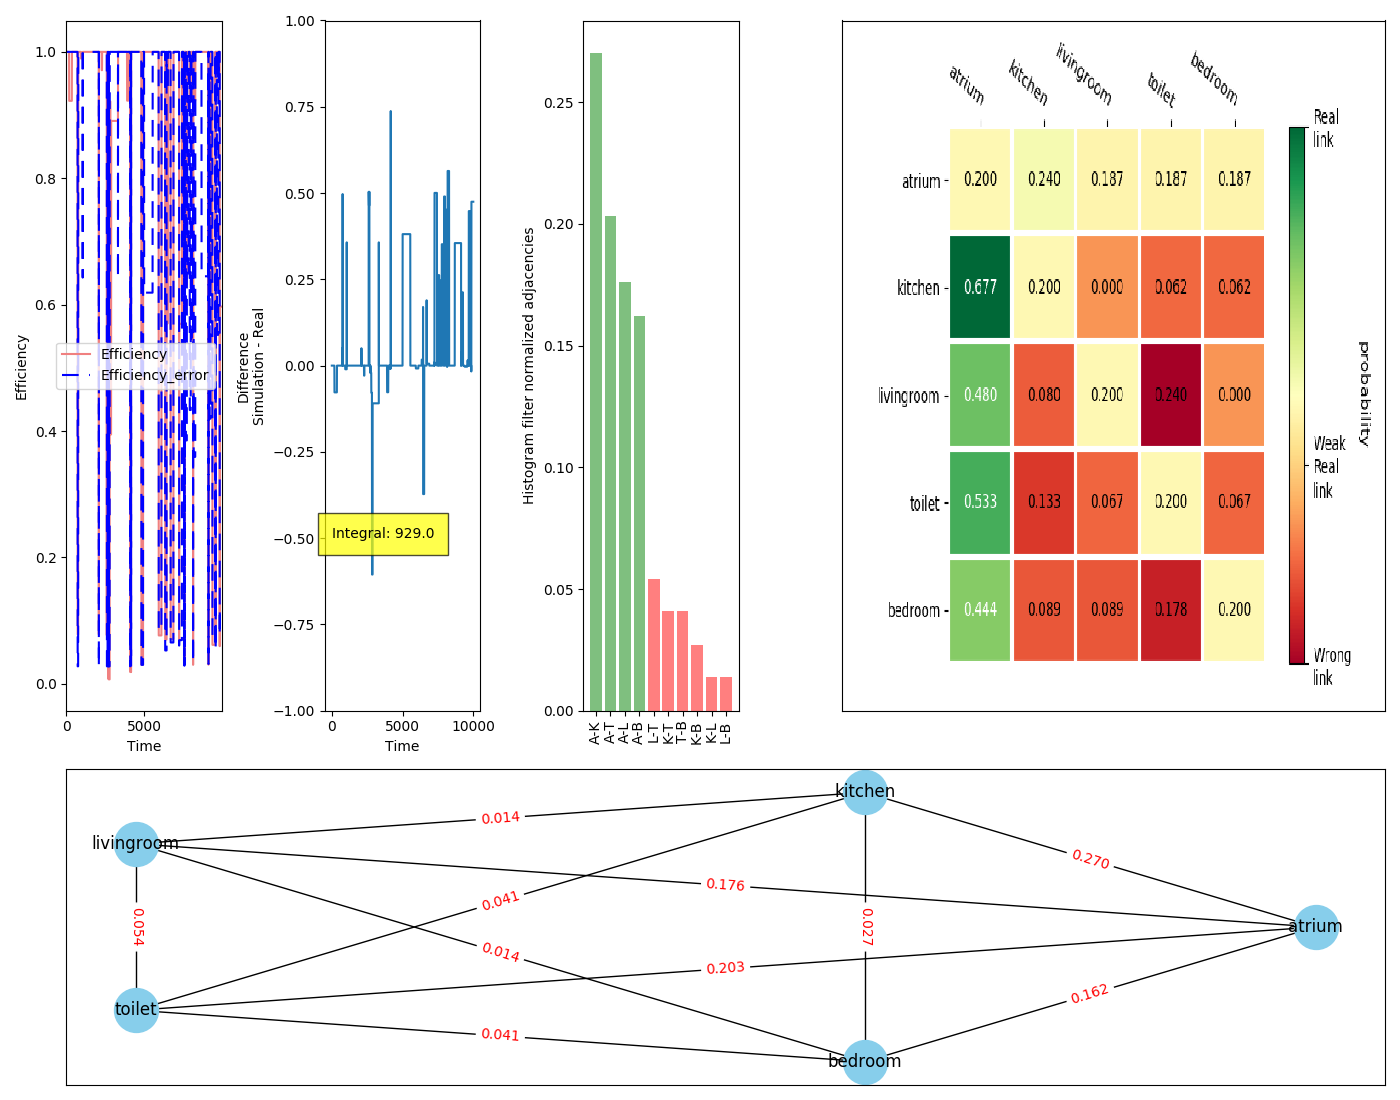 Efficiency
1.0
0.8
0.6
0.4
0.2
0.0
Efficiency
Efficiency_error
0
5000
Time
Difference
Simulation - Real
1.00
0.75
0.50
0.25
0.00
−0.25
−0.50
−0.75
−1.00
Integral: 929.0
0
5000
10000
Time
Histogram filter normalized adjacencies
0.25
0.20
0.15
0.10
0.05
0.00
A-K
A-T
A-L
A-B
L-T
K-T
T-B
K-B
K-L
L-B
atrium
kitchen
livingroom
toilet
bedroom
atrium 0.200 0.240 0.187 0.187 0.187
kitchen 0.677 0.200 0.000 0.062 0.062
livingroom 0.480 0.080 0.200 0.240 0.000
toilet 0.533 0.133 0.067 0.200 0.067
bedroom 0.444 0.089 0.089 0.178 0.200
Real
link
Weak
Real
link
Wrong
link
probability
kitchen
livingroom
atrium
toilet
bedroom
0.014
0.270
0.176
0.041
0.054
0.027
0.014
0.203
0.162
0.041